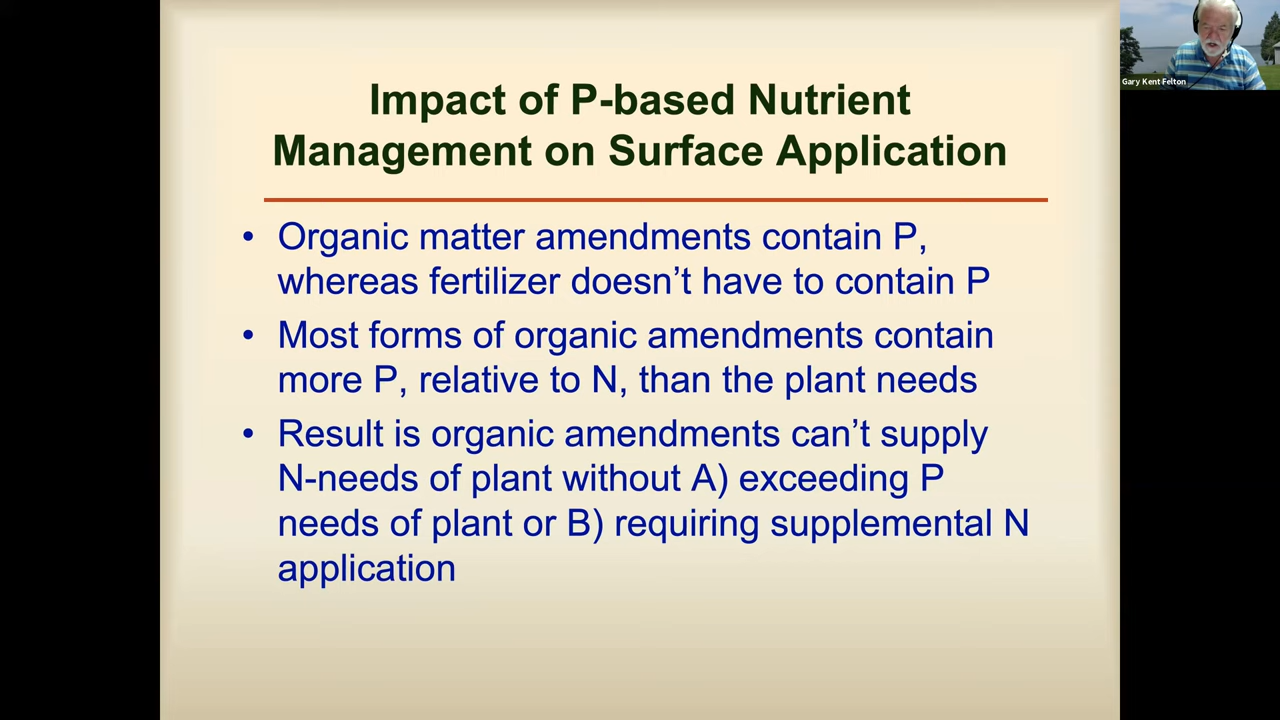 Impact of P-based Nutrient
Management on Surface Application
• Organic matter amendments contain P,
whereas fertilizer doesn’t have to contain P
• Most forms of organic amendments contain
more P, relative to N, than the plant needs
• Result is organic amendments can’t supply
N-needs of plant without A) exceeding P
needs of plant or B) requiring supplemental N
application
Gary Kent Felton